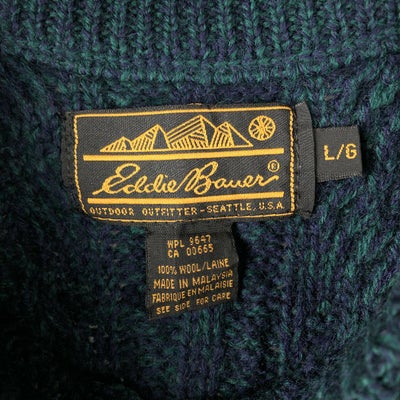 Eddie Bauer®
OUTDOOR OUTFITTER - SEATTLE, U.S.A.
L/G
WPL 9647
CA 00665
100% WOOL/LAINE
MADE IN MALAYSIA
FABRIQUE EN MALAISIE
SEE SIDE FOR CARE